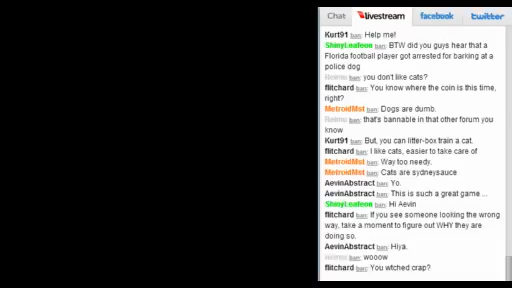 Chat livestream facebook twitter
Kurt91 ban: Help me!
ShinyLeafeon ban: BTW did you guys hear that a
Florida football player got arrested for barking at a
police dog
Reimu ban: you don't like cats?
flitchard ban: You know where the coin is this time,
right?
MetroidMst ban: Dogs are dumb.
Reimu ban: that's bannable in that other forum you
know
Kurt91 ban: But, you can litter-box train a cat.
flitchard ban: I like cats, easier to take care of
MetroidMst ban: Way too needy.
MetroidMst ban: Cats are sydneysauce
AevinAbstract ban: Yo.
AevinAbstract ban: This is such a great game...
ShinyLeafeon ban: Hi Aevin
flitchard ban: If you see someone looking the wrong
way, take a moment to figure out WHY they are
doing so.
AevinAbstract ban: Hiya.
Reimu ban: wooow
flitchard ban: You wtched crap?